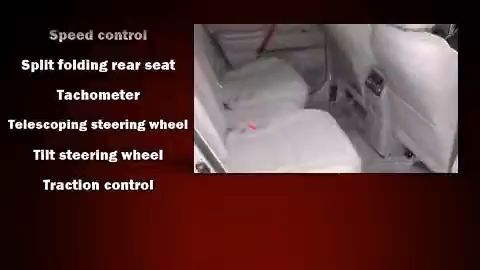 Speed control
Split folding rear seat
Tachometer
Telescoping steering wheel
Tilt steering wheel
Traction control